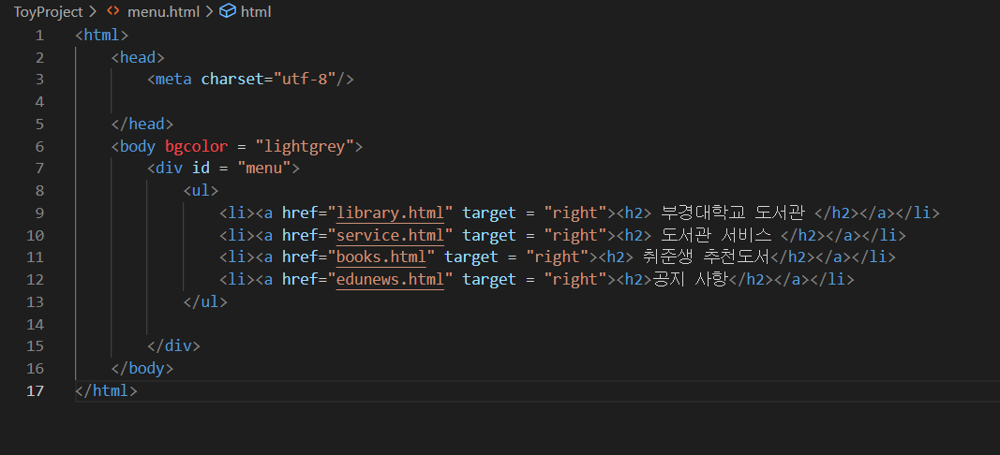 ToyProject > menu.html > html
1 <html>
2 <head>
3 <meta charset="utf-8"/>
4
5 </head>
6 <body bgcolor = "lightgrey">
7 <div id = "menu">
8 <ul>
9 <li><a href="library.html" target = "right"><h2> 부경대학교 도서관 </h2></a></li>
10 <li><a href="service.html" target = "right"><h2> 도서관 서비스 </h2></a></li>
11 <li><a href="books.html" target = "right"><h2> 취준생 추천도서</h2></a></li>
12 <li><a href="edunews.html" target = "right"><h2>공지 사항</h2></a></li>
13 </ul>
14
15 </div>
16 </body>
17 </html>